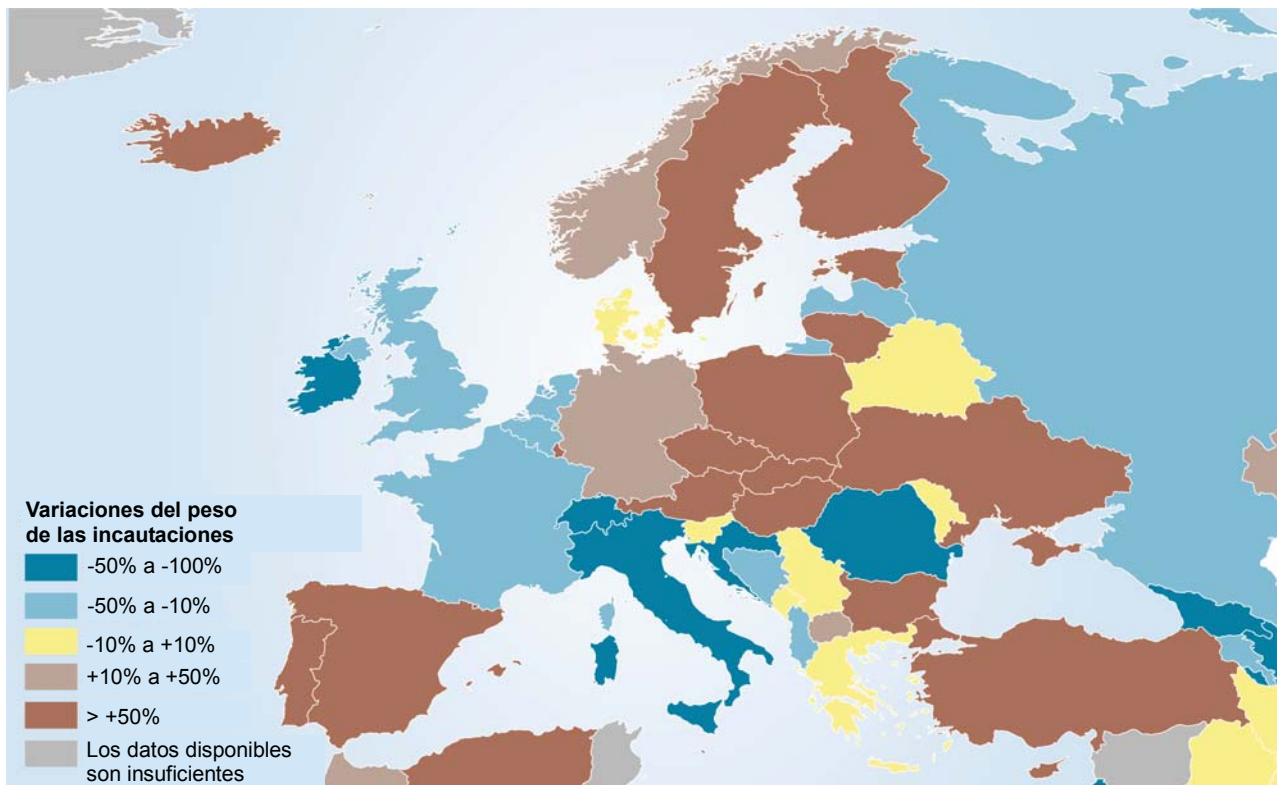 Variaciones del peso
de las incautaciones
-50% a -100%
-50% a -10%
-10% a +10%
+10% a +50%
> +50%
Los datos disponibles
son insuficientes